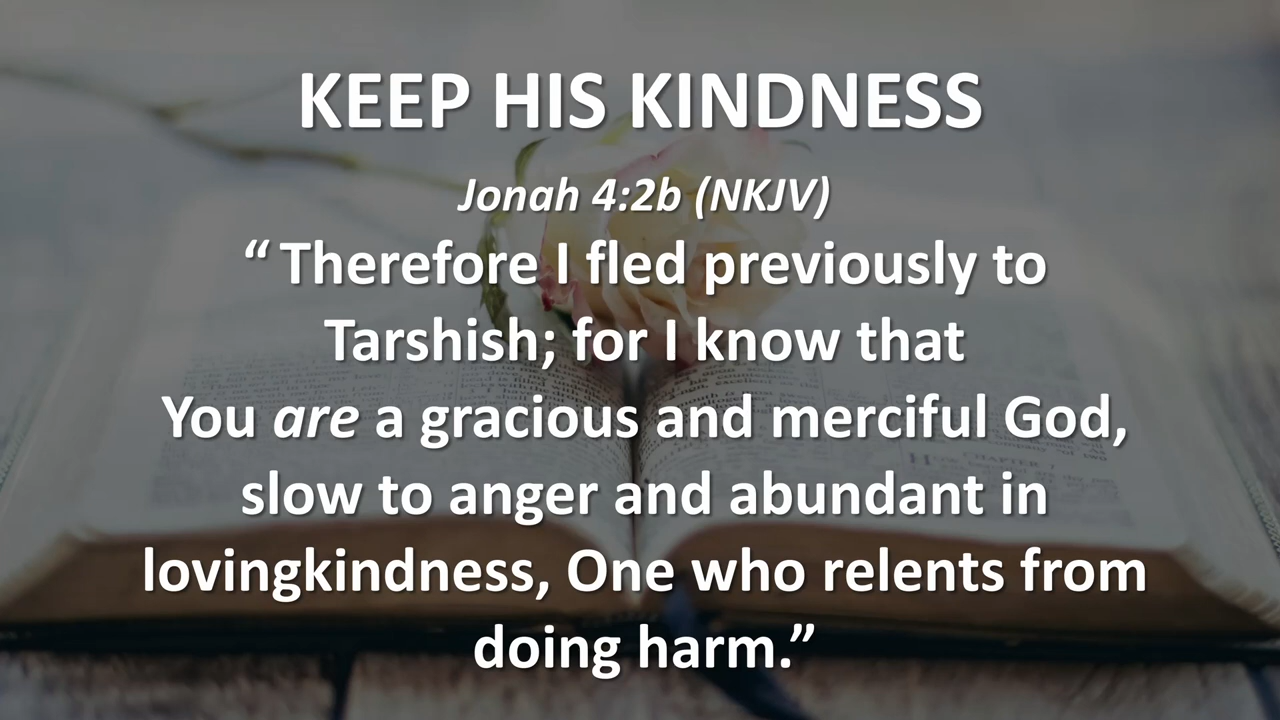 KEEP HIS KINDNESS
Jonah 4:2b (NKJV)
“ Therefore I fled previously to
Tarshish; for I know that
You are a gracious and merciful God,
slow to anger and abundant in
lovingkindness, One who relents from
doing harm.”